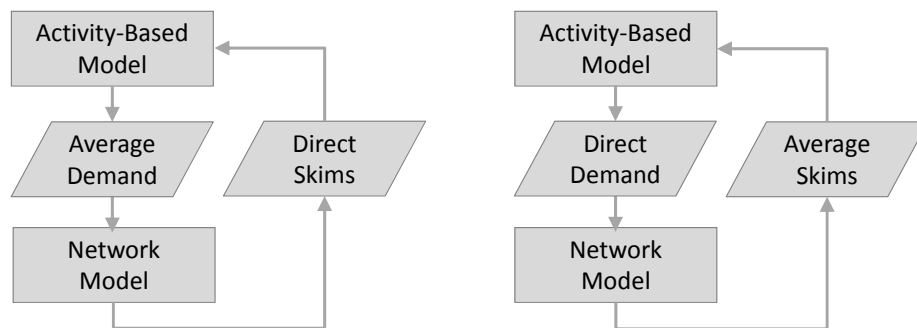 Activity-Based
Model
Average
Demand
Direct
Skims
Network
Model
Activity-Based
Model
Direct
Demand
Average
Skims
Network
Model